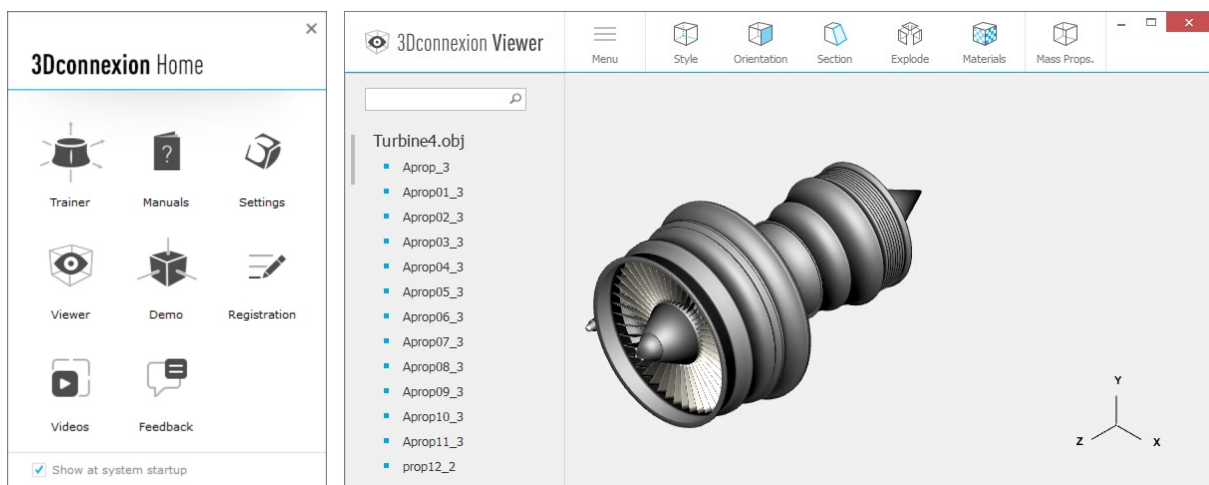 3Dconnexion Home
Trainer Manuals Settings
Viewer Demo Registration
Videos Feedback
Show at system startup
3Dconnexion Viewer
Menu Style Orientation Section Explode Materials Mass Props.
Turbine4.obj
Aprop_3
Aprop01_3
Aprop02_3
Aprop03_3
Aprop04_3
Aprop05_3
Aprop06_3
Aprop07_3
Aprop08_3
Aprop09_3
Aprop10_3
Aprop11_3
prop12_2
Y
Z X